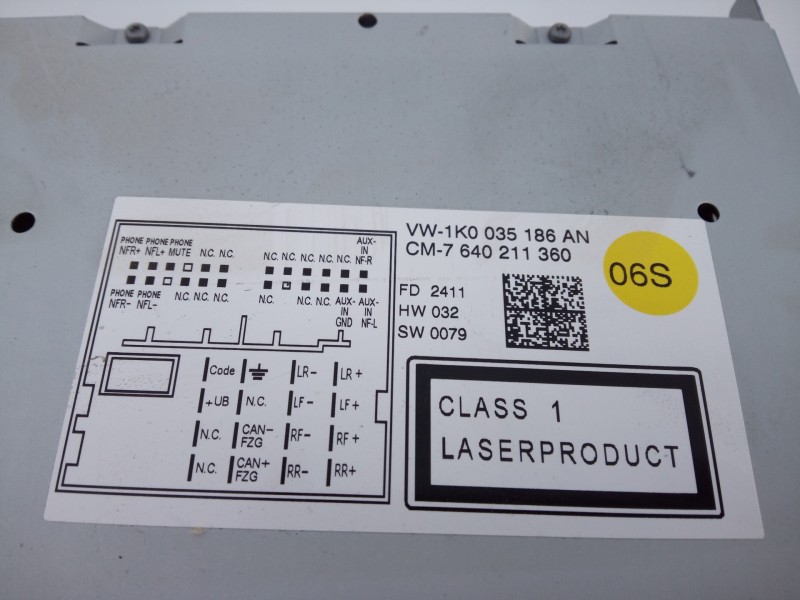 VW-1K0 035 186 AN
CM-7 640 211 360
06S
FD 2411
HW 032
SW 0079
CLASS 1
LASERPRODUCT
PHONE PHONE PHONE
NFR+ NFL+ MUTE N.C. N.C. N.C. N.C. N.C. N.C. AUX-IN NF-R
PHONE PHONE N.C. N.C. N.C. N.C. N.C. N.C. AUX AUX-
NFR- NFL- IN IN
GND NF-L
Code LR- LR+
+UB N.C. LF- LF+
N.C. CAN- FZG RF- RF+
N.C. CAN+ FZG RR- RR+